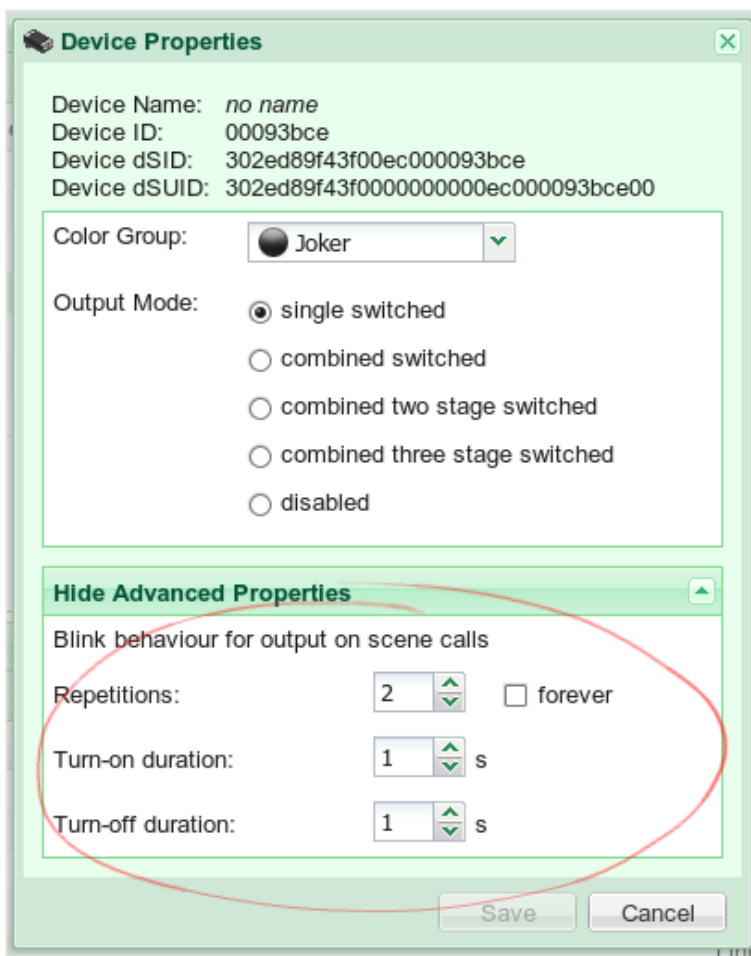 Device Properties
Device Name: no name
Device ID: 00093bce
Device dSID: 302ed89f43f00ec000093bce
Device dSUID: 302ed89f43f0000000000ec000093bce00
Color Group: Joker
Output Mode: single switched
combined switched
combined two stage switched
combined three stage switched
disabled
Hide Advanced Properties
Blink behaviour for output on scene calls
Repetitions: 2 forever
Turn-on duration: 1 s
Turn-off duration: 1 s
Save Cancel